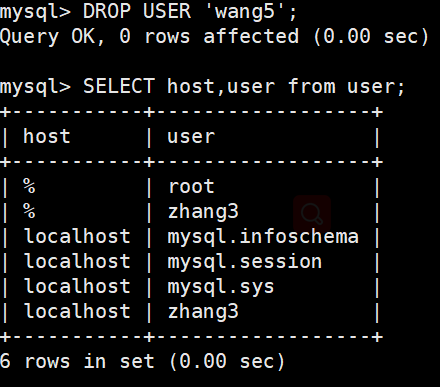 mysql> DROP USER 'wang5';
Query OK, 0 rows affected (0.00 sec)
mysql> SELECT host,user from user;
+-----------+------------------+
| host      | user             |
+-----------+------------------+
| %         | root             |
| %         | zhang3           |
| localhost | mysql.infoschema |
| localhost | mysql.session    |
| localhost | mysql.sys        |
| localhost | zhang3           |
+-----------+------------------+
6 rows in set (0.00 sec)